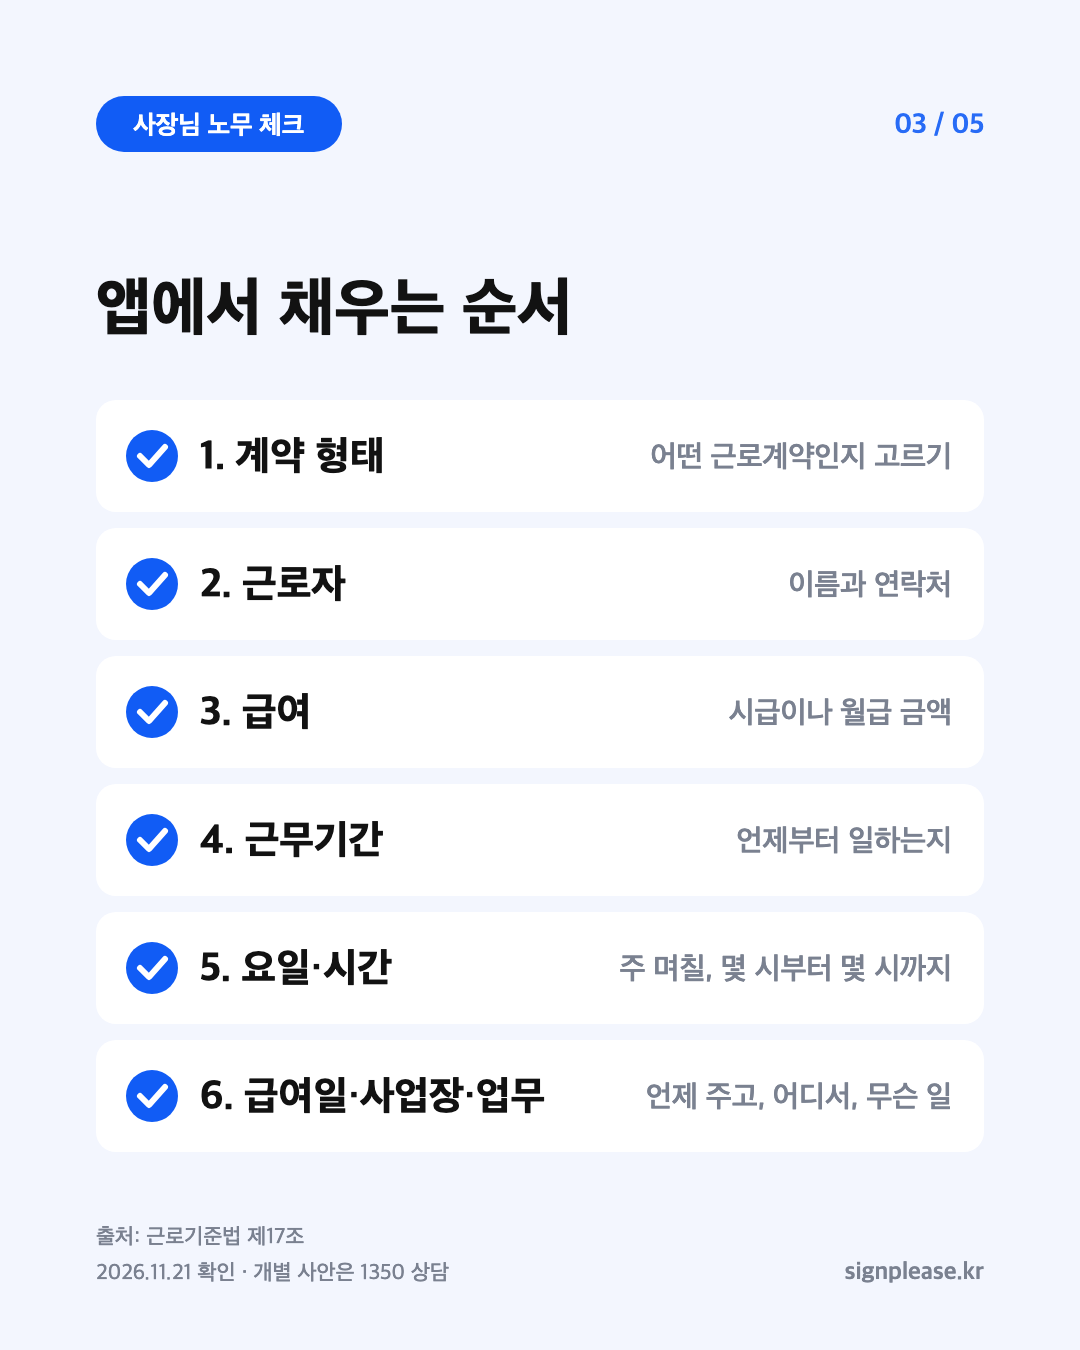 사장님 노무 체크
03 / 05
앱에서 채우는 순서
1. 계약 형태
어떤 근로계약인지 고르기
2. 근로자
이름과 연락처
3. 급여
시급이나 월급 금액
4. 근무기간
언제부터 일하는지
5. 요일·시간
주 며칠, 몇 시부터 몇 시까지
6. 급여일·사업장·업무
언제 주고, 어디서, 무슨 일
출처: 근로기준법 제17조
2026.11.21 확인 · 개별 사안은 1350 상담
signplease.kr